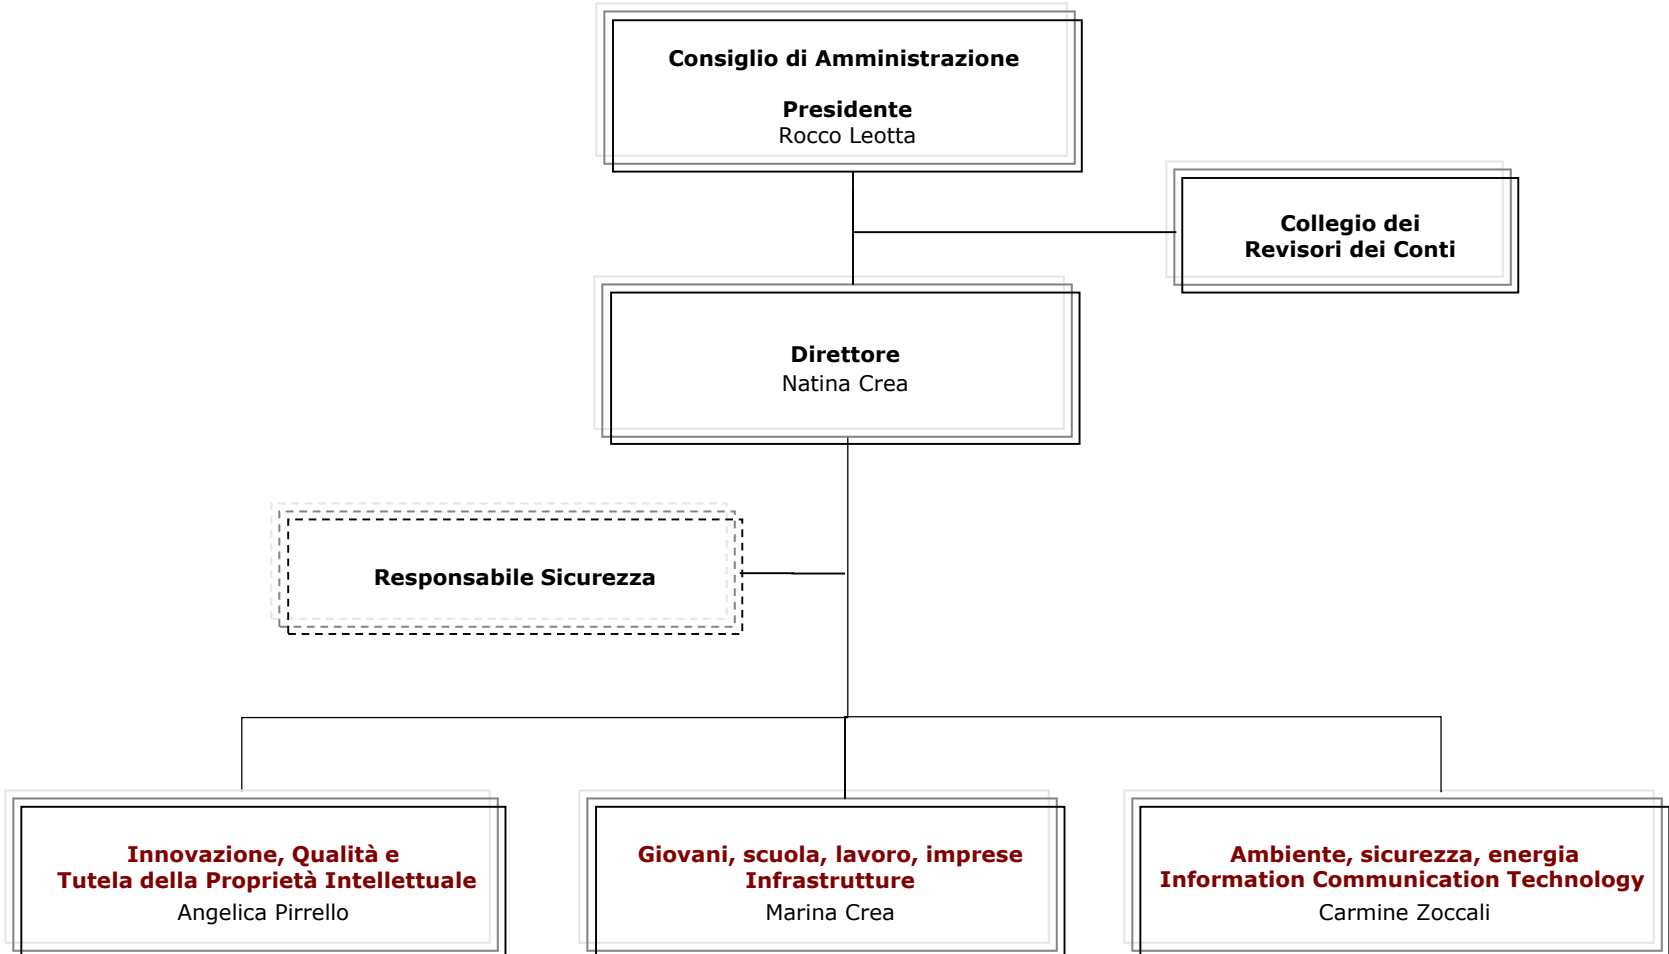 Consiglio di Amministrazione
Presidente
Rocco Leotta
Collegio dei
Revisori dei Conti
Direttore
Natina Crea
Responsabile Sicurezza
Innovazione, Qualità e
Tutela della Proprietà Intellettuale
Angelica Pirrello
Giovani, scuola, lavoro, imprese
Infrastrutture
Marina Crea
Ambiente, sicurezza, energia
Information Communication Technology
Carmine Zoccali